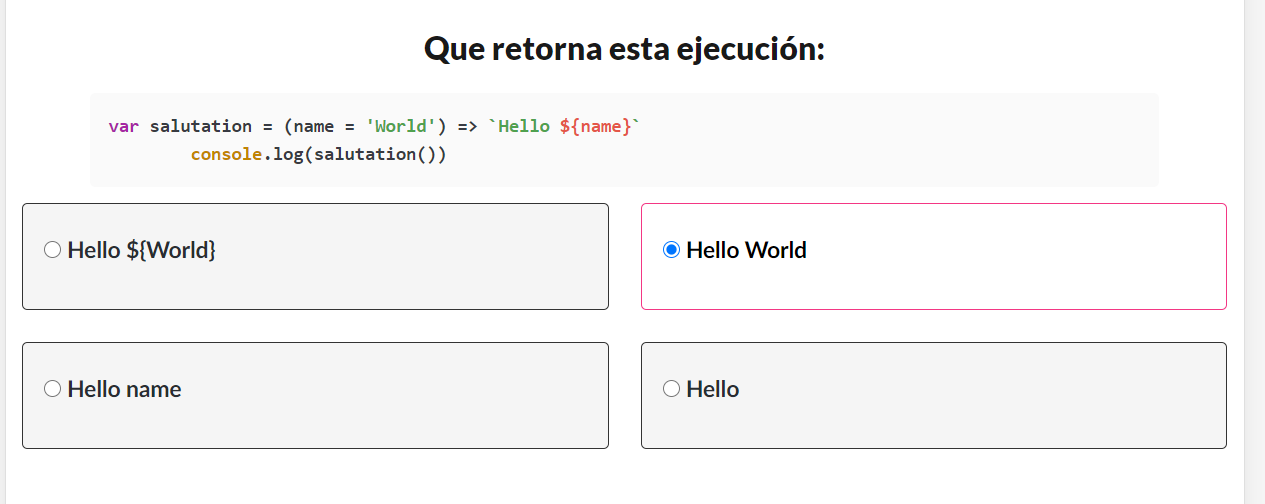 Que retorna esta ejecución:
var salutation = (name = 'World') => `Hello ${name}`
console.log(salutation())
Hello ${World}
Hello World
Hello name
Hello